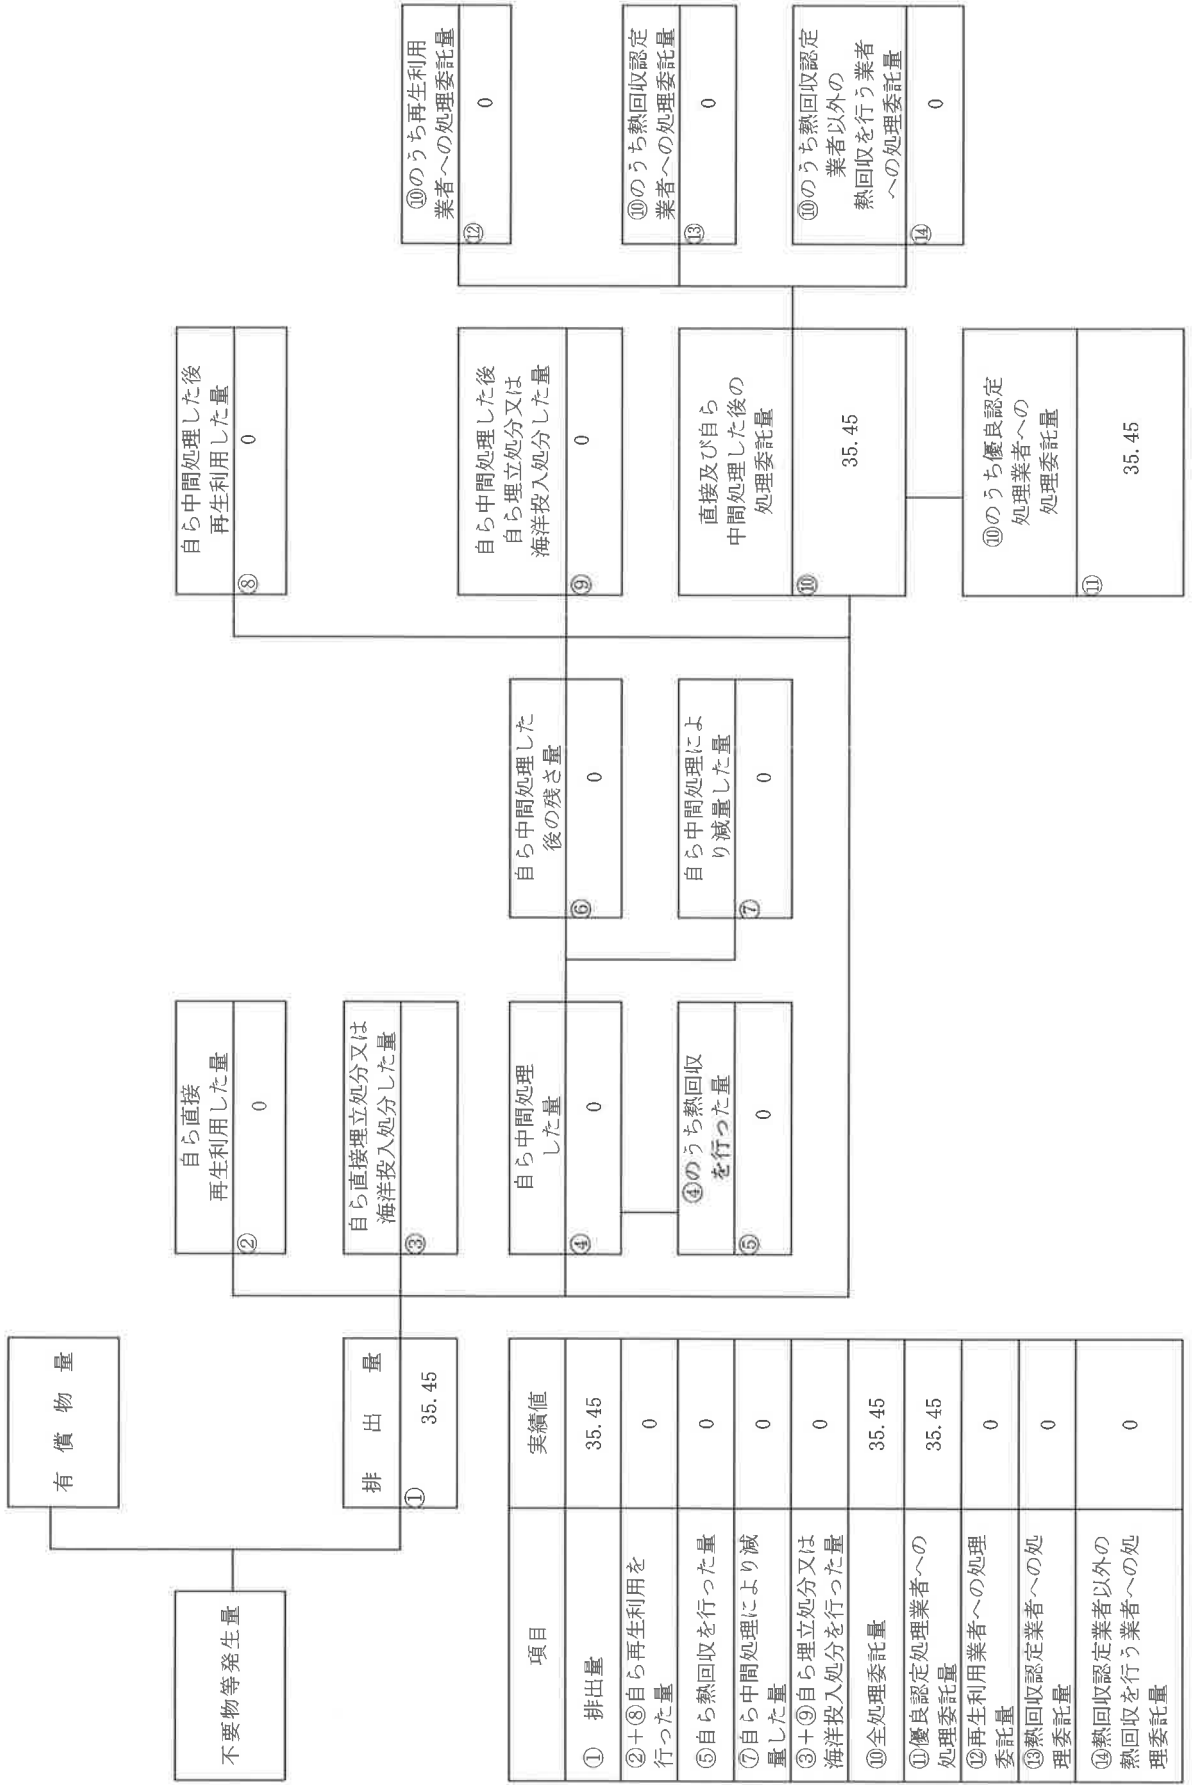 不要物等発生量
有償物量
排出量
①
35.45
自ら直接
再生利用した量
②
0
自ら直接埋立処分又は
海洋投入処分した量
③
自ら中間処理
した量
④
0
④のうち熱回収
を行った量
⑤
0
自ら中間処理した
後の残さ量
⑥
0
自ら中間処理によ
り減量した量
⑦
0
自ら中間処理した後
再生利用した量
⑧
0
自ら中間処理した後
自ら埋立処分又は
海洋投入処分した量
⑨
0
直接及び自ら
中間処理した後の
処理委託量
⑩
35.45
⑩のうち優良認定
処理業者への
処理委託量
⑪
35.45
⑩のうち再生利用
業者への処理委託量
⑫
0
⑩のうち熱回収認定
業者への処理委託量
⑬
0
⑩のうち熱回収認定
業者以外の
熱回収を行う業者
への処理委託量
⑭
0
項目 実績値
① 排出量 35.45
②+⑧自ら再生利用を
行った量 0
⑤自ら熱回収を行った量 0
⑦自ら中間処理により減
量した量 0
③+⑨自ら埋立処分又は
海洋投入処分を行った量 0
⑩全処理委託量 35.45
⑪優良認定処理業者への
処理委託量 35.45
⑫再生利用業者への処理
委託量 0
⑬熱回収認定業者への処
理委託量 0
⑭熱回収認定業者以外の
熱回収を行う業者への処
理委託量 0